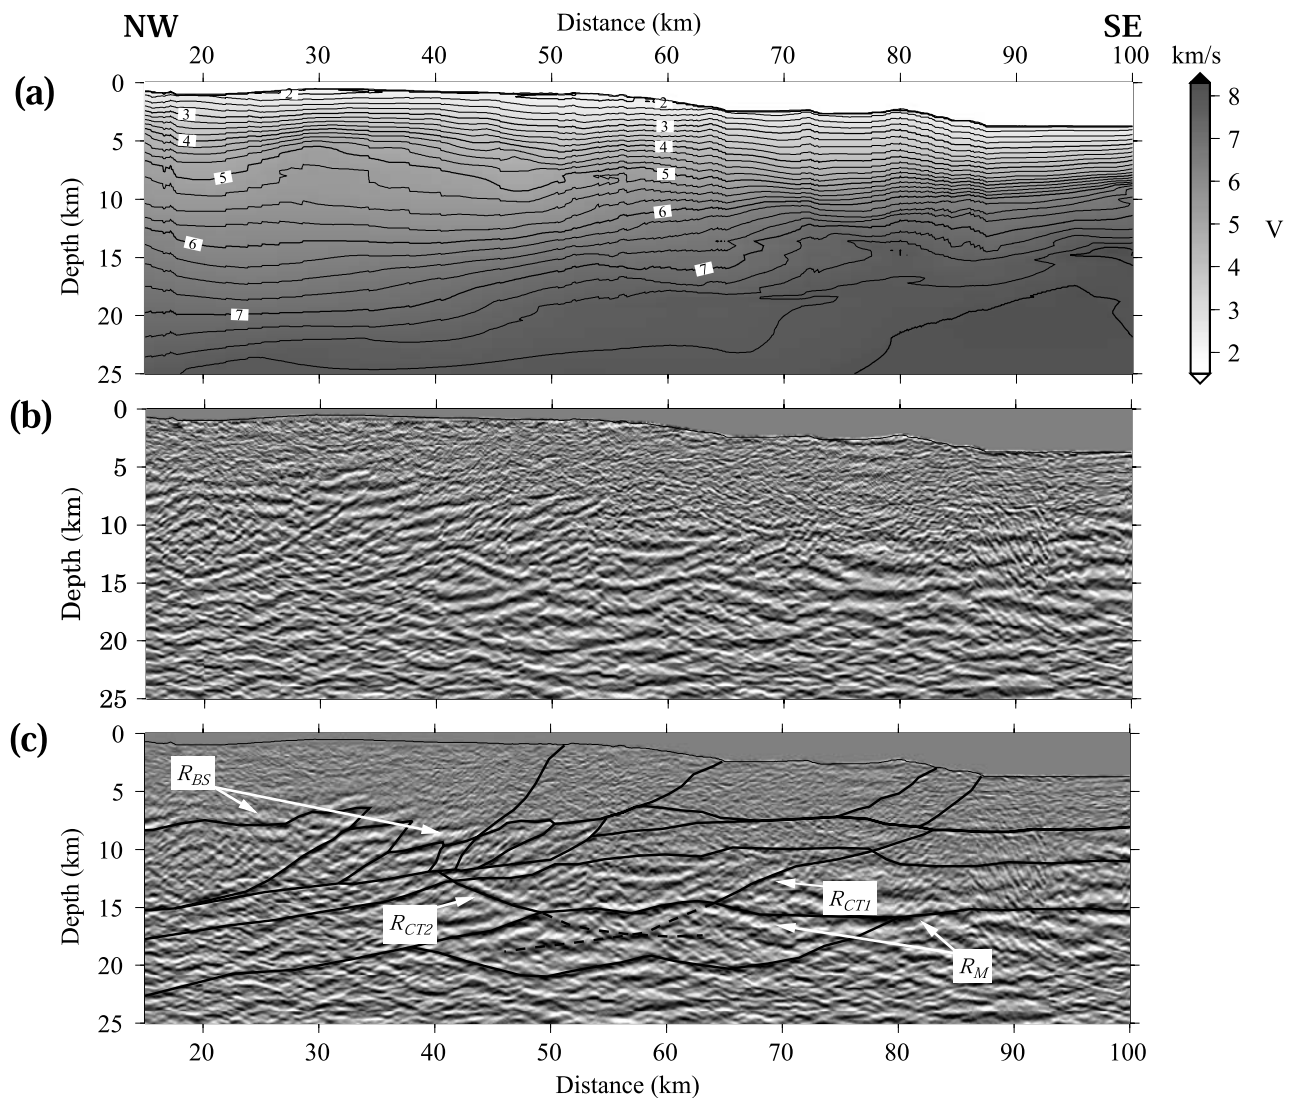 NW Distance (km) SE
20 30 40 50 60 70 80 90 100 km/s
(a)
0
5
10
15
20
25
Depth (km)
2 2
3 3
4 4
5 5
6 6
7 7
8
7
6
5
4
3
2
V
(b)
0
5
10
15
20
25
Depth (km)
(c)
0
5
10
15
20
25
Depth (km)
R_BS
R_CT1
R_CT2
R_M
20 30 40 50 60 70 80 90 100
Distance (km)